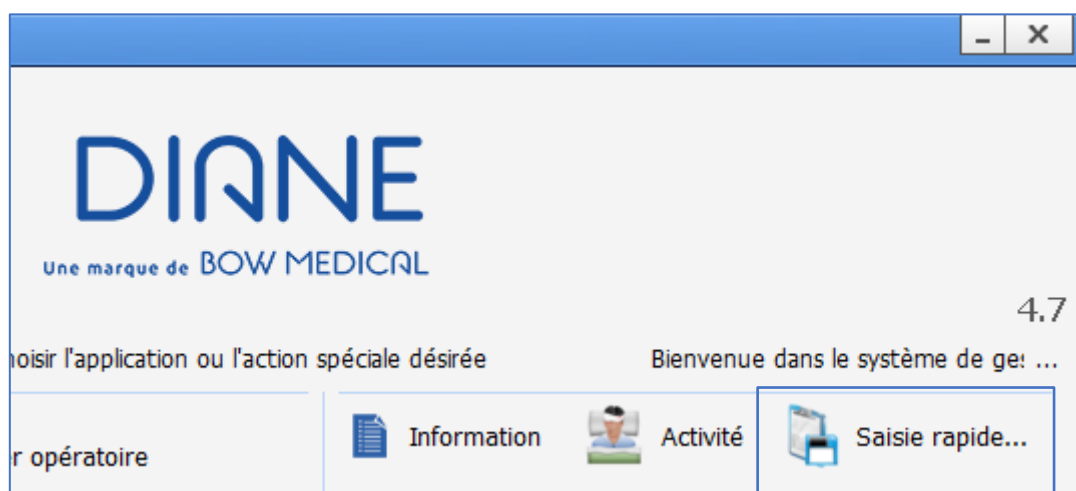 DIANE
Une marque de BOW MEDICAL
4.7
hoisir l'application ou l'action spéciale désirée Bienvenue dans le système de ges ...
Information Activité Saisie rapide...
r opératoire